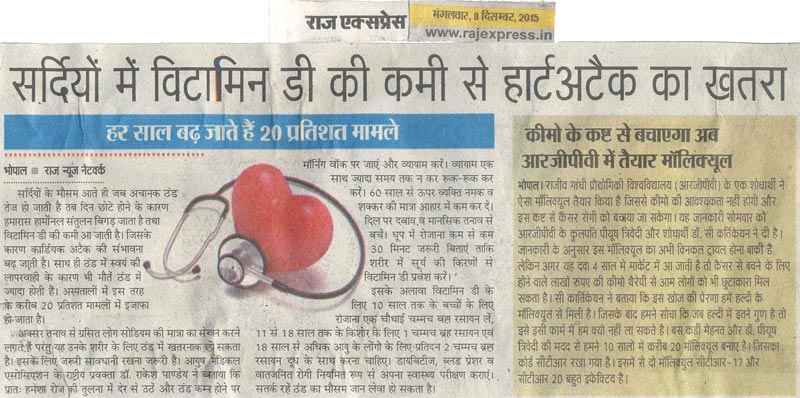 राज एक्सप्रेस
मंगलवार, 8 दिसम्बर, 2015
www.rajexpress.in
सर्दियों में विटामिन डी की कमी से हार्टअटैक का खतरा
हर साल बढ़ जाते हैं 20 प्रतिशत मामले
भोपाल ■ राज न्यूज नेटवर्क
सर्दियों के मौसम आते ही जब अचानक ठंड
तेज हो जाती है तब दिन छोटे होने के कारण
हमारास हार्मोनल संतुलन बिगड़ जाता है तथा
विटामिन डी की कमी आ जाती है। जिसके
कारण कार्डियक अटैक की संभावना
बढ़ जाती है। साथ ही ठंड में स्वयं की
लापरवाही के कारण भी मौतें ठंड में
ज्यादा होती हैं। अस्पतालों में इस तरह
के करीब 20 प्रतिशत मामलों में इजाफा
हो जाता है।
अक्सर तनाव से ग्रसित लोग सोडियम की मात्रा का सेवन करने
लगते हैं परंतु यह उनके शरीर के लिए ठंड में खतरनाक हो सकता
है। इसके लिए जरूरी सावधानी रखना जरूरी है। आयुष मेडिकल
एसोसिएशन के राष्ट्रीय प्रवक्ता डॉ. राकेश पाण्डेय ने बताया कि
प्रातः हमेशा रोज की तुलना में देर से उठें और ठंड कम होने पर
मॉर्निंग वॉक पर जाएं और व्यायाम करें। व्यायाम एक
साथ ज्यादा समय तक न कर रूक-रूक कर
करें। 60 साल से ऊपर व्यक्ति नमक व
शक्कर की मात्रा आहार में कम कर दें।
दिल पर दबाव, व मानसिक तनाव से
बचें। धूप में रोजाना कम से कम
30 मिनट जरूरी बिताएं ताकि
शरीर में सूर्य की किरणों से
विटामिन डी प्रवेश करें।
इसके अलावा विटामिन डी के
लिए 10 साल तक के बच्चों के लिए
रोजाना एक चौथाई चम्मच ब्रह्म रसायन लें,
11 से 18 साल तक के किशोर के लिए 1 चम्मच ब्रह्म रसायन एवं
18 साल से अधिक आयु के लोगों के लिए प्रतिदन 2 चम्मच ब्रह्म
रसायन दूध के साथ करना चाहिए। डायबिटीज, ब्लड प्रेशर व
वातजनित रोगी नियमित रूप से अपना स्वास्थ्य परीक्षण कराएं।
सतर्क रहें ठंड का मौसम जान लेवा हो सकता है।
कीमो के कष्ट से बचाएगा अब
आरजीपीवी में तैयार मॉलिक्यूल
भोपाल। राजीव गांधी प्रौद्योगिकी विश्वविद्यालय (आरजीपीवी) के एक शोधार्थी ने
ऐसा मॉलिक्यूल तैयार किया है जिससे कीमो की आवश्यकता नहीं होगी और
इस कष्ट से कैंसर रोगी को बचाया जा सकेगा। यह जानकारी सोमवार को
आरजीपीवी के कुलपति पीयूष त्रिवेदी और शोधार्थी डॉ. सी कार्तिकेयन ने दी है।
जानकारी के अनुसार इस मॉलिक्यूल का अभी क्लिनिकल ट्रायल होना बाकी है।
लेकिन अगर यह दवा 4 साल में मार्केट में आ जाती है तो कैंसर से बचने के लिए
होने वाले लाखों रुपए की कीमो थैरेपी से आम लोगों को भी छुटकारा मिल
सकता है। सी कार्तिकेयन ने बताया कि इस खोज की प्रेरणा हमें हल्दी के
मॉलिक्यूल से मिली है। जिसके बाद हमने सोचा कि जब हल्दी में इतने गुण हैं तो
इसे इसी फार्म में हम क्यों नहीं ला सकते हैं। बस कड़ी मेहनत और डॉ. पीयूष
त्रिवेदी की मदद से हमने 10 सालों में करीब 20 मॉलिक्यूल बनाए हैं। जिसका
कोर्ड सीटीआर रखा गया है। इसमें से दो मॉलिक्यूल सीटीआर-17 और
सीटीआर 20 बहुत इफेक्टिव है।